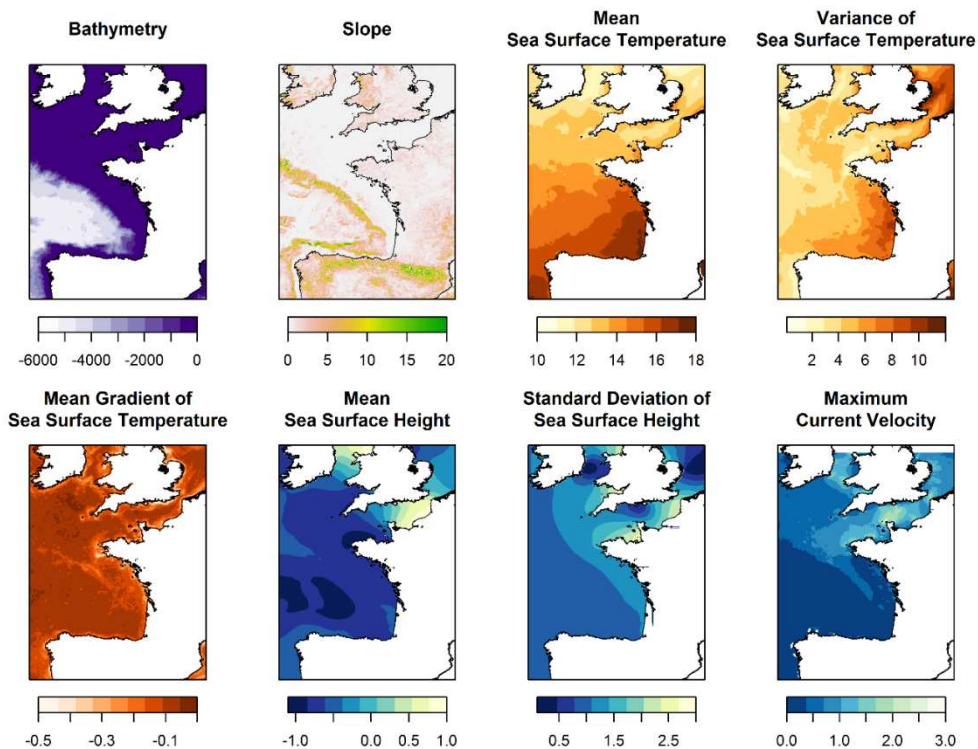 Bathymetry
Slope
Mean
Sea Surface Temperature
Variance of
Sea Surface Temperature
-6000 -4000 -2000 0
0 5 10 15 20
10 12 14 16 18
2 4 6 8 10
Mean Gradient of
Sea Surface Temperature
Mean
Sea Surface Height
Standard Deviation of
Sea Surface Height
Maximum
Current Velocity
-0.5 -0.3 -0.1
-1.0 0.0 0.5 1.0
0.5 1.5 2.5
0.0 1.0 2.0 3.0